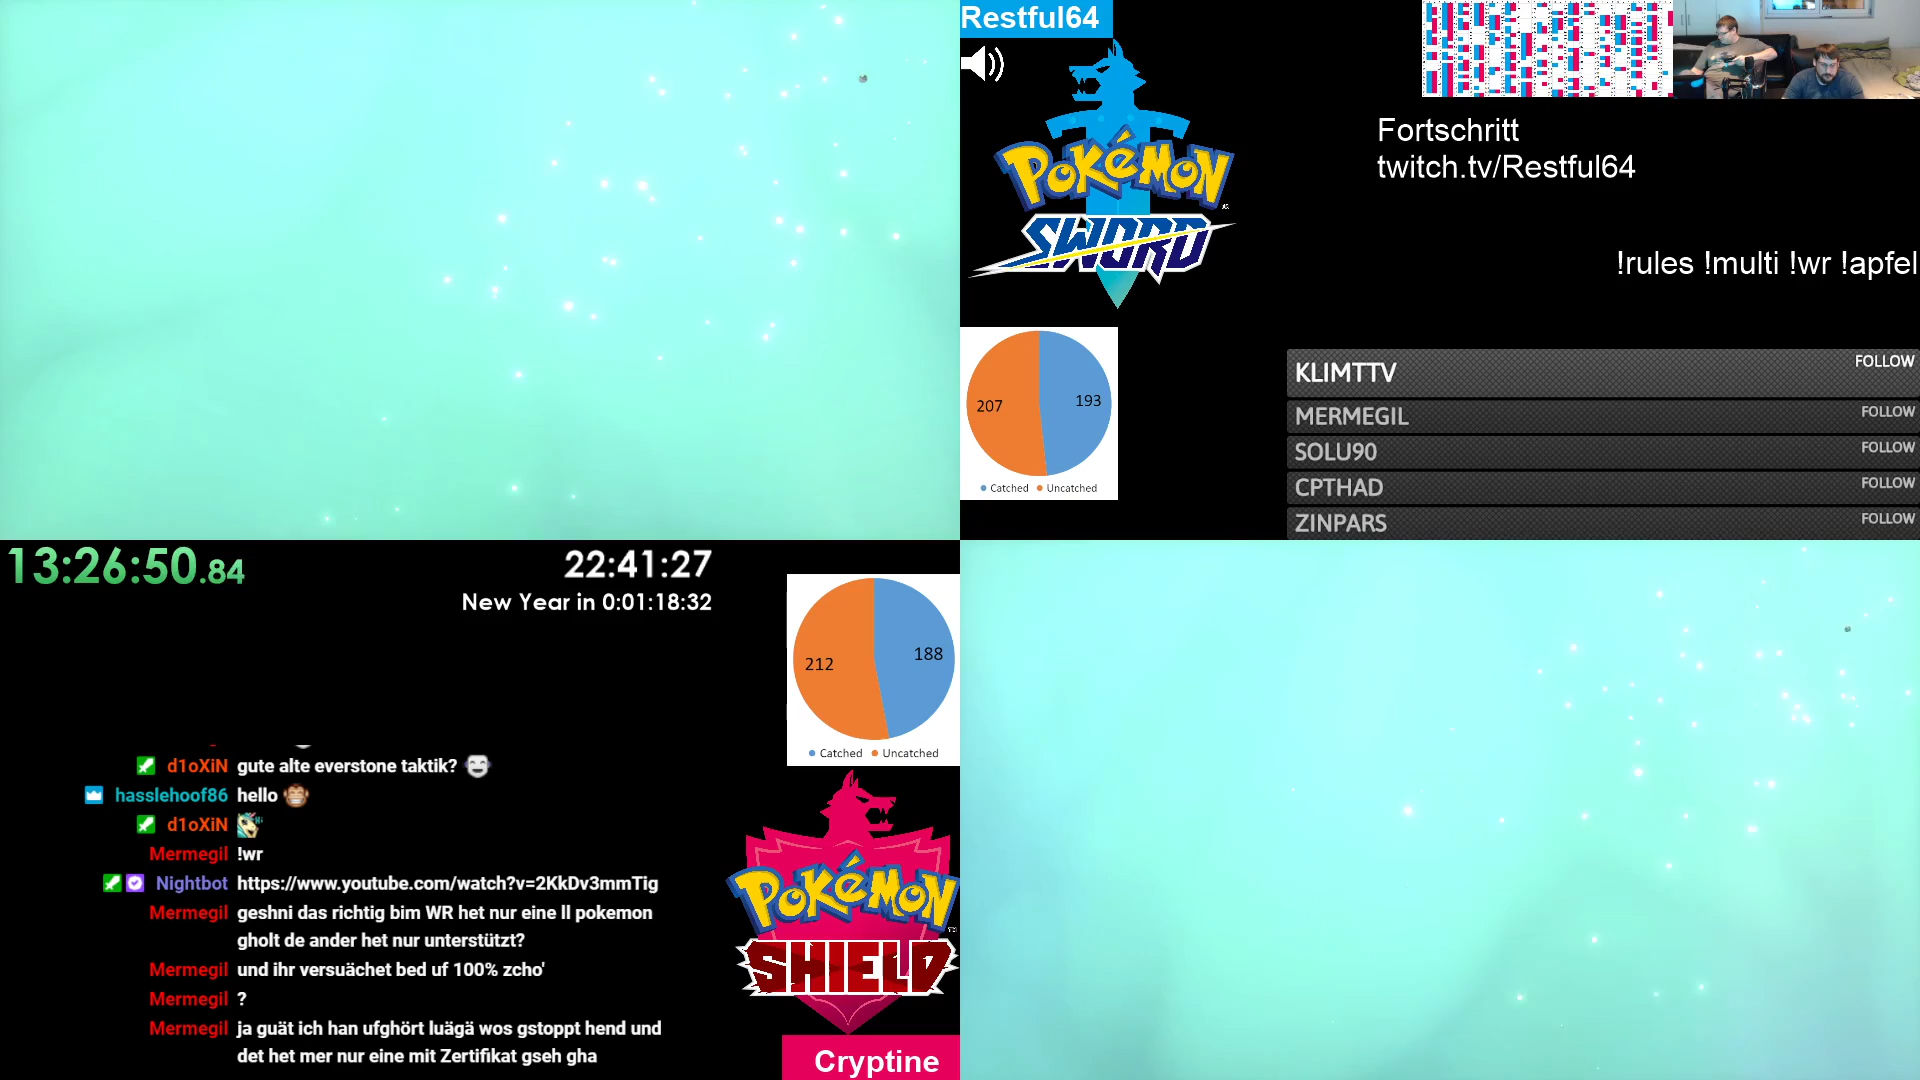 Restful64
POKéMON
SWORD
Fortschritt
twitch.tv/Restful64
!rules !multi !wr !apfel
207
193
Catched
Uncatched
KLIMTTV FOLLOW
MERMEGIL FOLLOW
SOLU90 FOLLOW
CPTHAD FOLLOW
ZINPARS FOLLOW
13:26:50.84
22:41:27
New Year in 0:01:18:32
212
188
Catched
Uncatched
d1oXiN gute alte everstone taktik?
hasslehoof86 hello
d1oXiN
Mermegil !wr
Nightbot https://www.youtube.com/watch?v=2KkDv3mmTig
Mermegil geshni das richtig bim WR het nur eine ll pokemon
gholt de ander het nur unterstützt?
Mermegil und ihr versuächet bed uf 100% zcho'
Mermegil ?
Mermegil ja guät ich han ufghört luägä wos gstoppt hend und
det het mer nur eine mit Zertifikat gseh gha
POKéMON
SHIELD
Cryptine